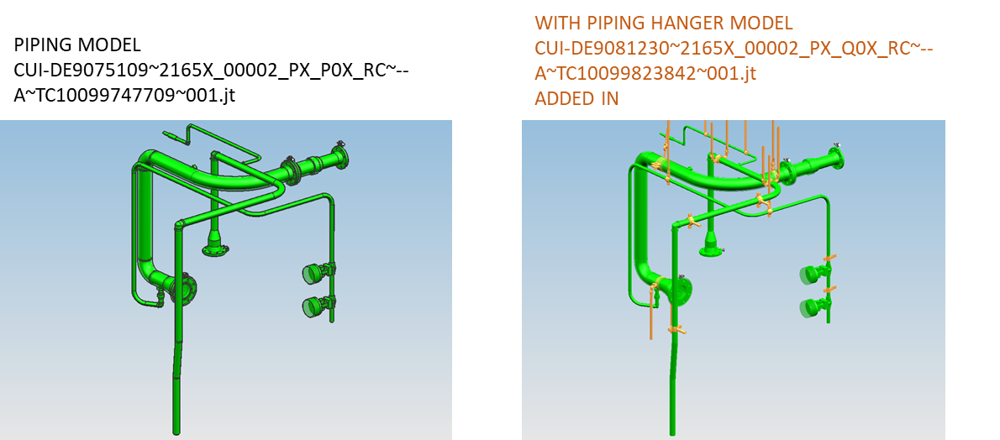 PIPING MODEL
CUI-DE9075109~2165X_00002_PX_P0X_RC~--
A~TC10099747709~001.jt
WITH PIPING HANGER MODEL
CUI-DE9081230~2165X_00002_PX_Q0X_RC~--
A~TC10099823842~001.jt
ADDED IN